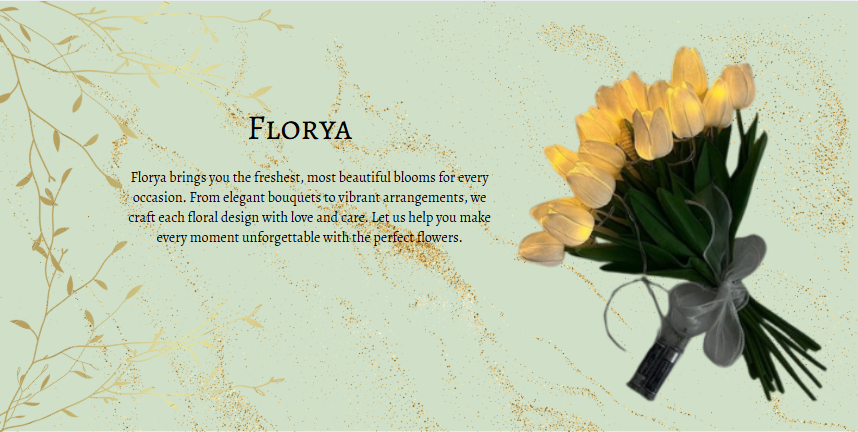 Florya
Florya brings you the freshest, most beautiful blooms for every
occasion. From elegant bouquets to vibrant arrangements, we
craft each floral design with love and care. Let us help you make
every moment unforgettable with the perfect flowers.